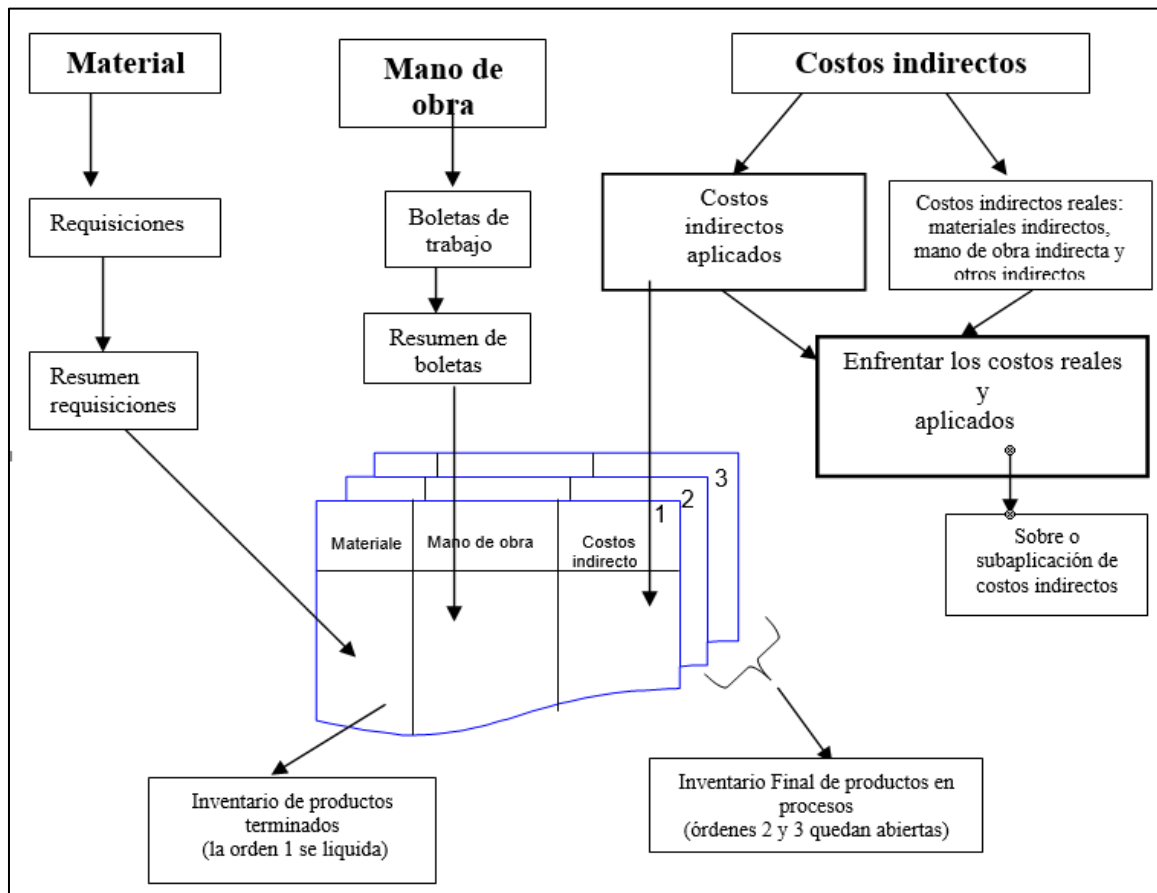 Material
Mano de
obra
Costos indirectos
Requisiciones
Boletas de
trabajo
Costos
indirectos
aplicados
Costos indirectos reales:
materiales indirectos,
mano de obra indirecta y
otros indirectos
Resumen
requisiciones
Resumen de
boletas
Enfrentar los costos reales
y
aplicados
3
2
1
Materiale
Mano de obra
Costos
indirecto
Sobre o
subaplicación de
costos indirectos
Inventario de productos
terminados
(la orden 1 se liquida)
Inventario Final de productos en
procesos
(órdenes 2 y 3 quedan abiertas)